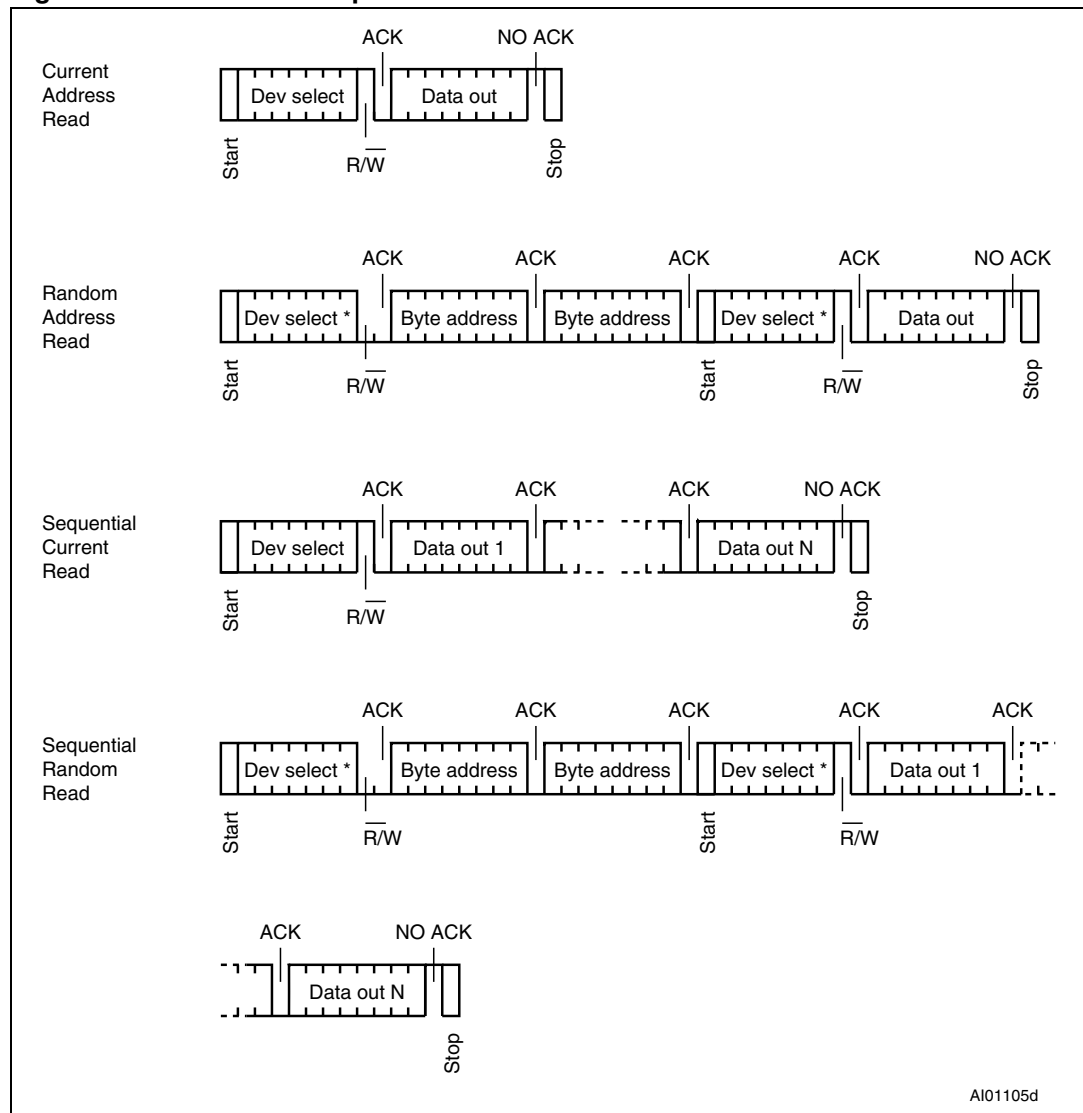 ACK NO ACK
Current
Address
Read
Dev select Data out
Start R/W̅ Stop
ACK ACK ACK ACK NO ACK
Random
Address
Read
Dev select * Byte address Byte address Dev select * Data out
Start R/W̅ Start R/W̅ Stop
ACK ACK ACK NO ACK
Sequential
Current
Read
Dev select Data out 1 Data out N
Start R/W̅ Stop
ACK ACK ACK ACK ACK
Sequential
Random
Read
Dev select * Byte address Byte address Dev select * Data out 1
Start R̅/W Start R̅/W
ACK NO ACK
Data out N
Stop
AI01105d